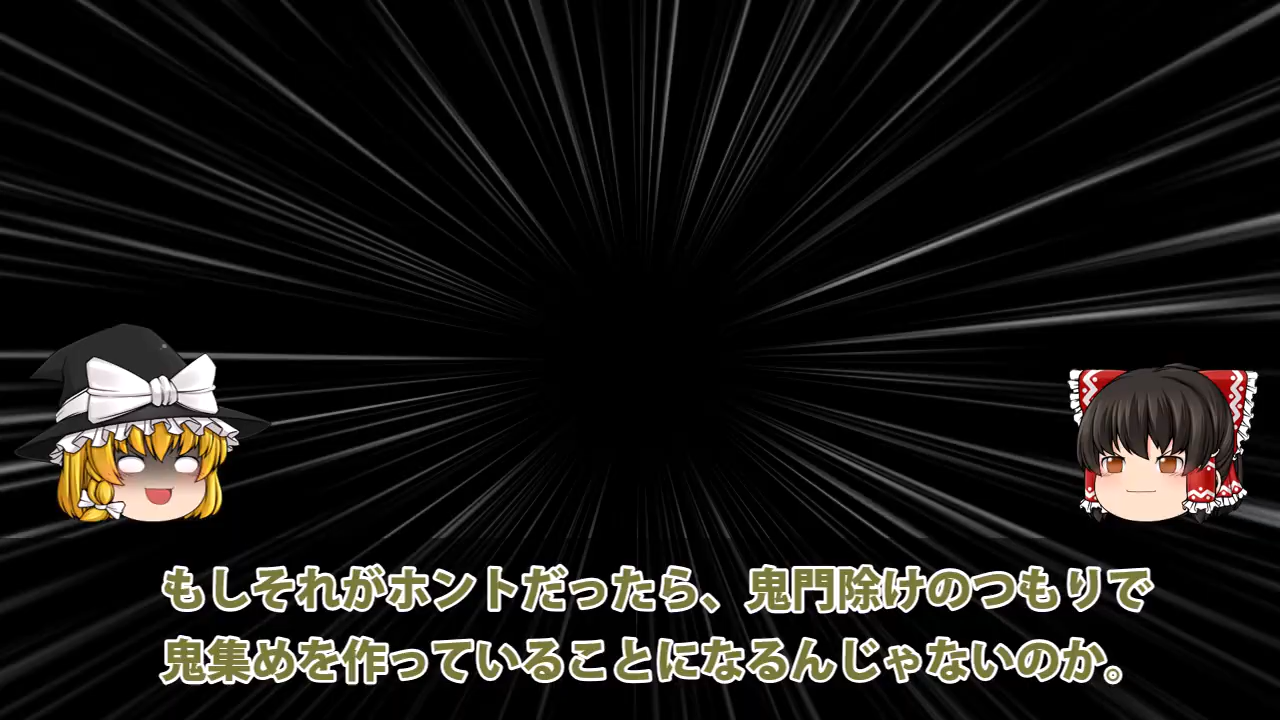 もしそれがホントだったら、鬼門除けのつもりで
鬼集めを作っていることになるんじゃないのか。